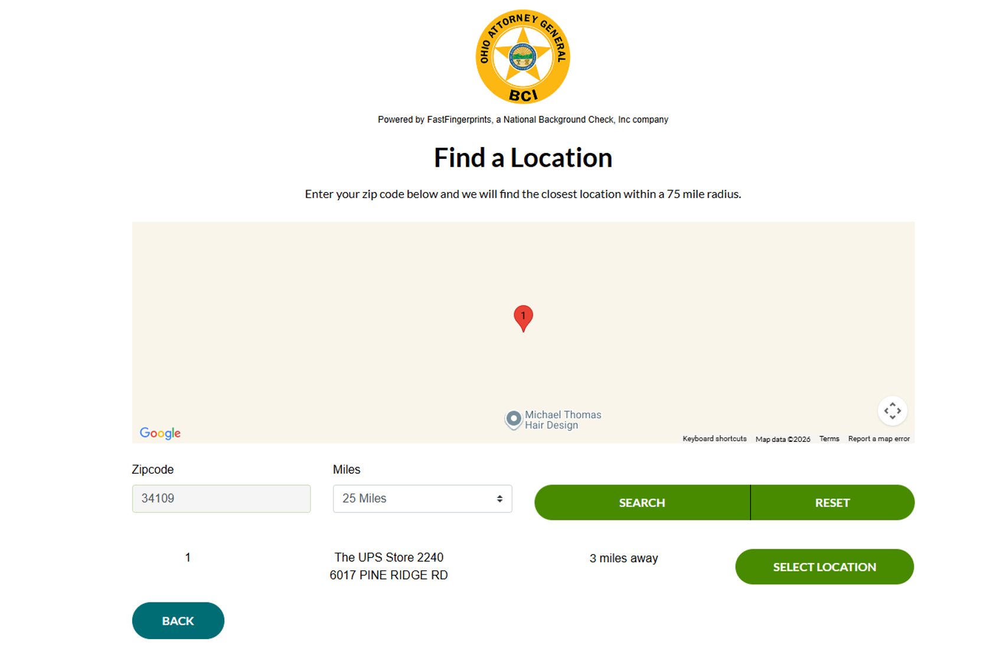 OHIO ATTORNEY GENERAL
BCI
Powered by FastFingerprints, a National Background Check, Inc company
Find a Location
Enter your zip code below and we will find the closest location within a 75 mile radius.
1
Michael Thomas
Hair Design
Google
Keyboard shortcuts Map data ©2026 Terms Report a map error
Zipcode Miles
34109 25 Miles SEARCH RESET
1 The UPS Store 2240 3 miles away SELECT LOCATION
6017 PINE RIDGE RD
BACK